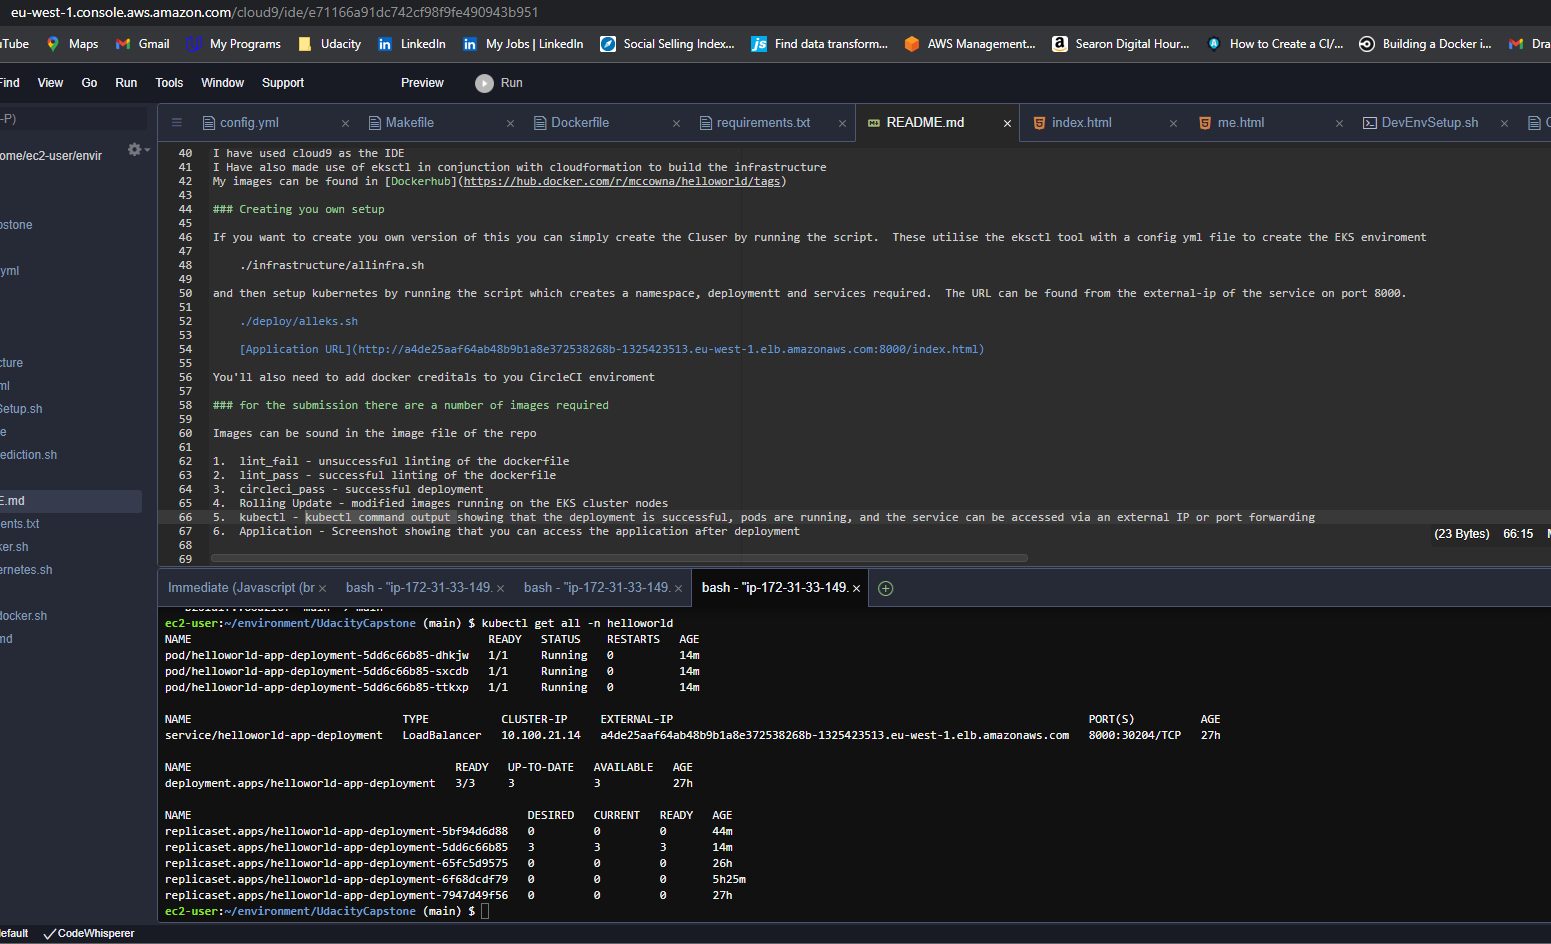 eu-west-1.console.aws.amazon.com/cloud9/ide/e71166a91dc742cf98f9fe490943b951
uTube Maps Gmail My Programs Udacity LinkedIn My Jobs | LinkedIn Social Selling Index... Find data transform... AWS Management... Searon Digital Hour... How to Create a CI/... Building a Docker i... Dra
Find View Go Run Tools Window Support Preview Run
-P)
ome/ec2-user/envir
pstone
yml
cture
ml
Setup.sh
e
ediction.sh
E.md
ents.txt
ker.sh
ernetes.sh
docker.sh
md
config.yml Makefile Dockerfile requirements.txt README.md index.html me.html DevEnvSetup.sh
40 I have used cloud9 as the IDE
41 I Have also made use of eksctl in conjunction with cloudformation to build the infrastructure
42 My images can be found in [Dockerhub](https://hub.docker.com/r/mccowna/helloworld/tags)
43
44 ### Creating you own setup
45
46 If you want to create you own version of this you can simply create the Cluser by running the script.  These utilise the eksctl tool with a config yml file to create the EKS enviroment
47
48 ./infrastructure/allinfra.sh
49
50 and then setup kubernetes by running the script which creates a namespace, deploymentt and services required.  The URL can be found from the external-ip of the service on port 8000.
51
52 ./deploy/alleks.sh
53
54 [Application URL](http://a4de25aaf64ab48b9b1a8e372538268b-1325423513.eu-west-1.elb.amazonaws.com:8000/index.html)
55
56 You'll also need to add docker creditals to you CircleCI enviroment
57
58 ### for the submission there are a number of images required
59
60 Images can be sound in the image file of the repo
61
62 1. lint_fail - unsuccessful linting of the dockerfile
63 2. lint_pass - successful linting of the dockerfile
64 3. circleci_pass - successful deployment
65 4. Rolling Update - modified images running on the EKS cluster nodes
66 5. kubectl - kubectl command output showing that the deployment is successful, pods are running, and the service can be accessed via an external IP or port forwarding
67 6. Application - Screenshot showing that you can access the application after deployment
68
69
(23 Bytes) 66:15
Immediate (Javascript (br bash - "ip-172-31-33-149. bash - "ip-172-31-33-149. bash - "ip-172-31-33-149.
ec2-user:~/environment/UdacityCapstone (main) $ kubectl get all -n helloworld
NAME READY STATUS RESTARTS AGE
pod/helloworld-app-deployment-5dd6c66b85-dhkjw 1/1 Running 0 14m
pod/helloworld-app-deployment-5dd6c66b85-sxcdb 1/1 Running 0 14m
pod/helloworld-app-deployment-5dd6c66b85-ttkxp 1/1 Running 0 14m
NAME TYPE CLUSTER-IP EXTERNAL-IP PORT(S) AGE
service/helloworld-app-deployment LoadBalancer 10.100.21.14 a4de25aaf64ab48b9b1a8e372538268b-1325423513.eu-west-1.elb.amazonaws.com 8000:30204/TCP 27h
NAME READY UP-TO-DATE AVAILABLE AGE
deployment.apps/helloworld-app-deployment 3/3 3 3 27h
NAME DESIRED CURRENT READY AGE
replicaset.apps/helloworld-app-deployment-5bf94d6d88 0 0 0 44m
replicaset.apps/helloworld-app-deployment-5dd6c66b85 3 3 3 14m
replicaset.apps/helloworld-app-deployment-65fc5d9575 0 0 0 26h
replicaset.apps/helloworld-app-deployment-6f68dcdf79 0 0 0 5h25m
replicaset.apps/helloworld-app-deployment-7947d49f56 0 0 0 27h
ec2-user:~/environment/UdacityCapstone (main) $
efault CodeWhisperer